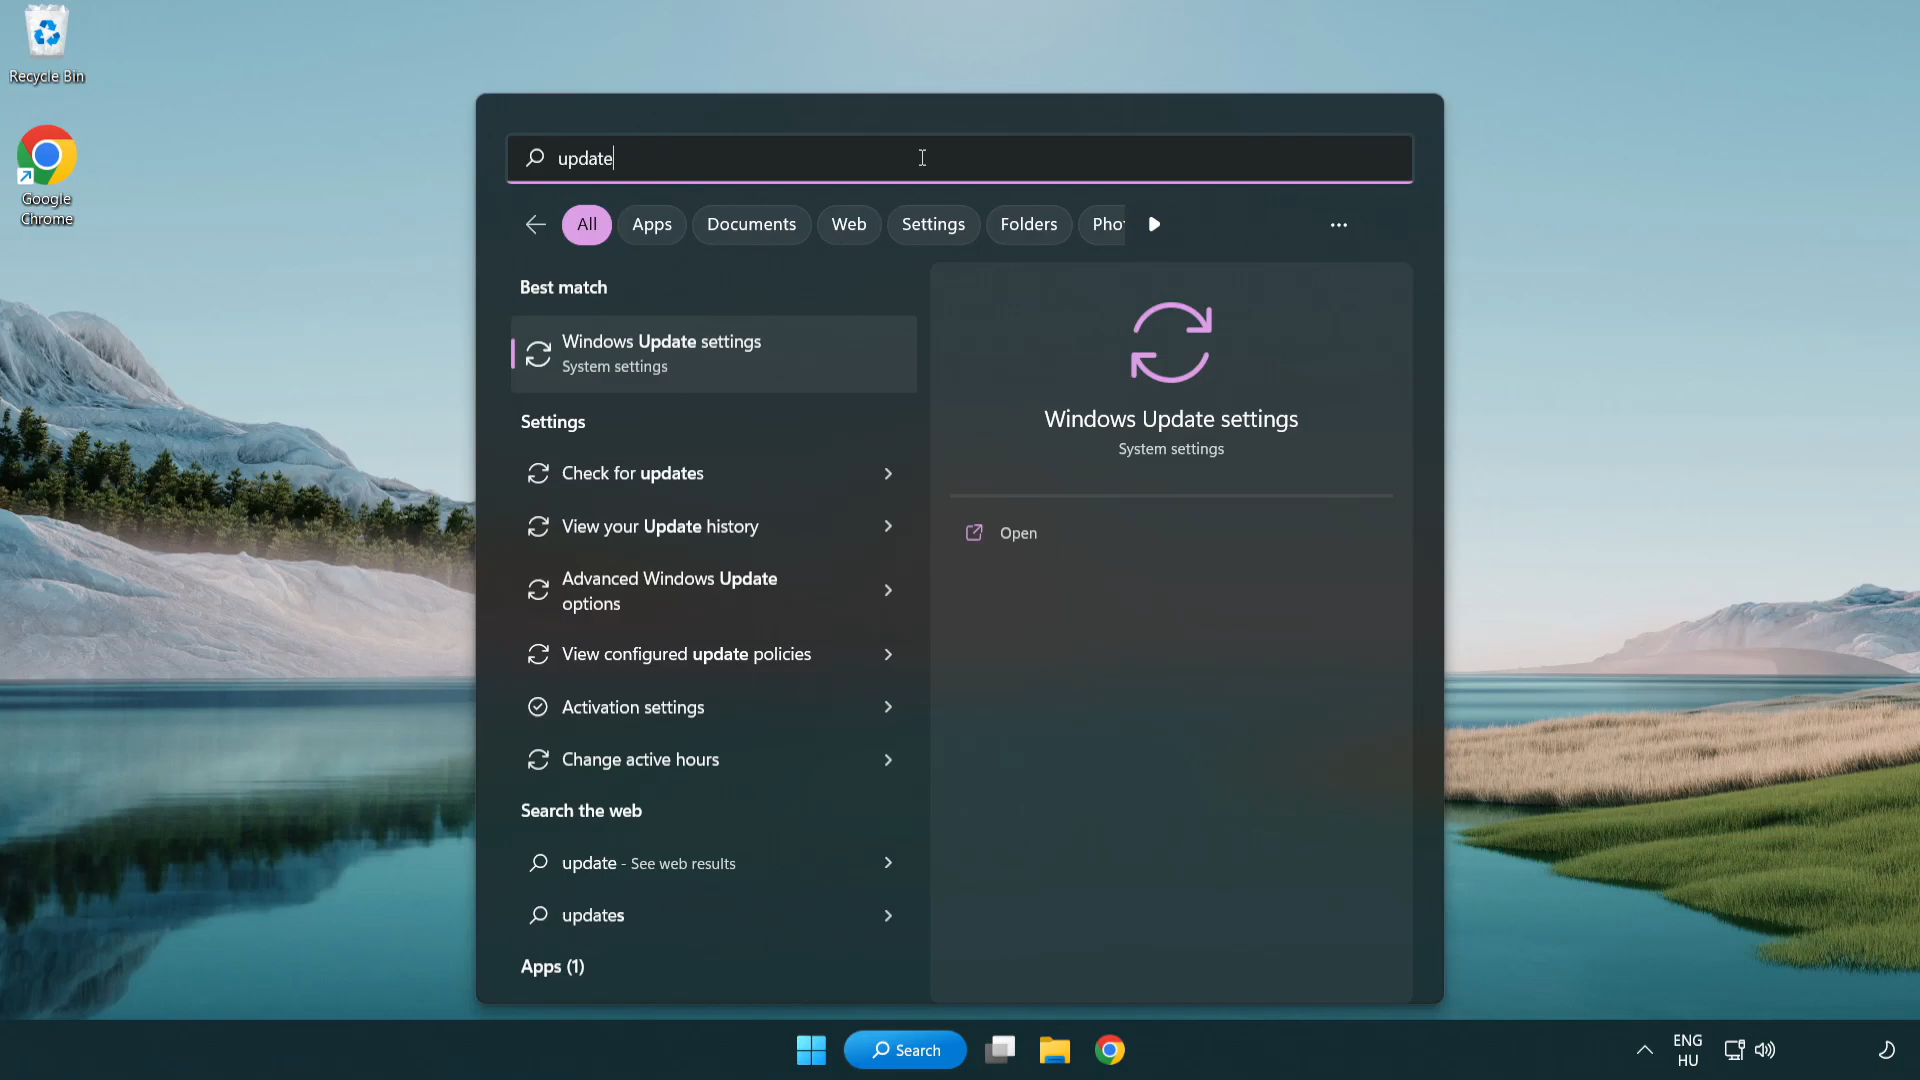 Recycle Bin
Google
Chrome
update
All
Apps
Documents
Web
Settings
Folders
Pho
Best match
Windows Update settings
System settings
Settings
Check for updates
View your Update history
Advanced Windows Update
options
View configured update policies
Activation settings
Change active hours
Search the web
update - See web results
updates
Apps (1)
Windows Update settings
System settings
Open
Search
ENG
HU